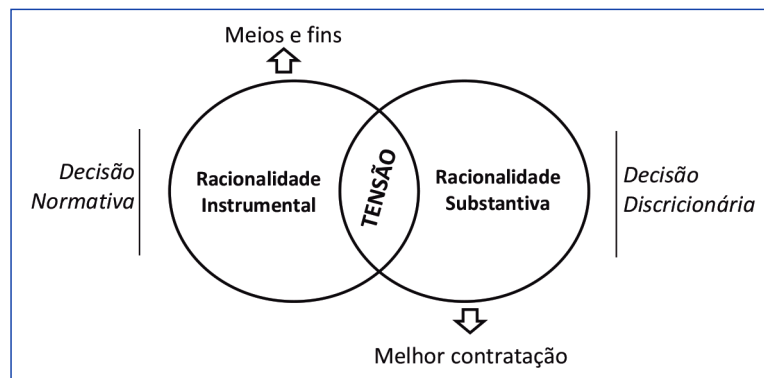 Meios e fins
Decisão
Normativa
Racionalidade
Instrumental
TENSÃO
Racionalidade
Substantiva
Decisão
Discricionária
Melhor contratação